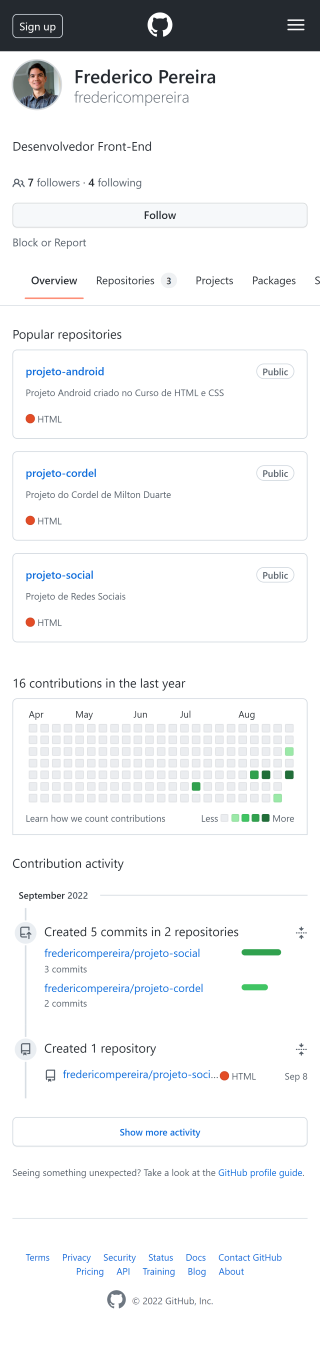 Sign up
Frederico Pereira
fredericompereira
Desenvolvedor Front-End
7 followers · 4 following
Follow
Block or Report
Overview Repositories 3 Projects Packages S
Popular repositories
projeto-android Public
Projeto Android criado no Curso de HTML e CSS
HTML
projeto-cordel Public
Projeto do Cordel de Milton Duarte
HTML
projeto-social Public
Projeto de Redes Sociais
HTML
16 contributions in the last year
Apr May Jun Jul Aug
Learn how we count contributions Less More
Contribution activity
September 2022
Created 5 commits in 2 repositories
fredericompereira/projeto-social
3 commits
fredericompereira/projeto-cordel
2 commits
Created 1 repository
fredericompereira/projeto-soci... HTML Sep 8
Show more activity
Seeing something unexpected? Take a look at the GitHub profile guide.
Terms Privacy Security Status Docs Contact GitHub
Pricing API Training Blog About
© 2022 GitHub, Inc.